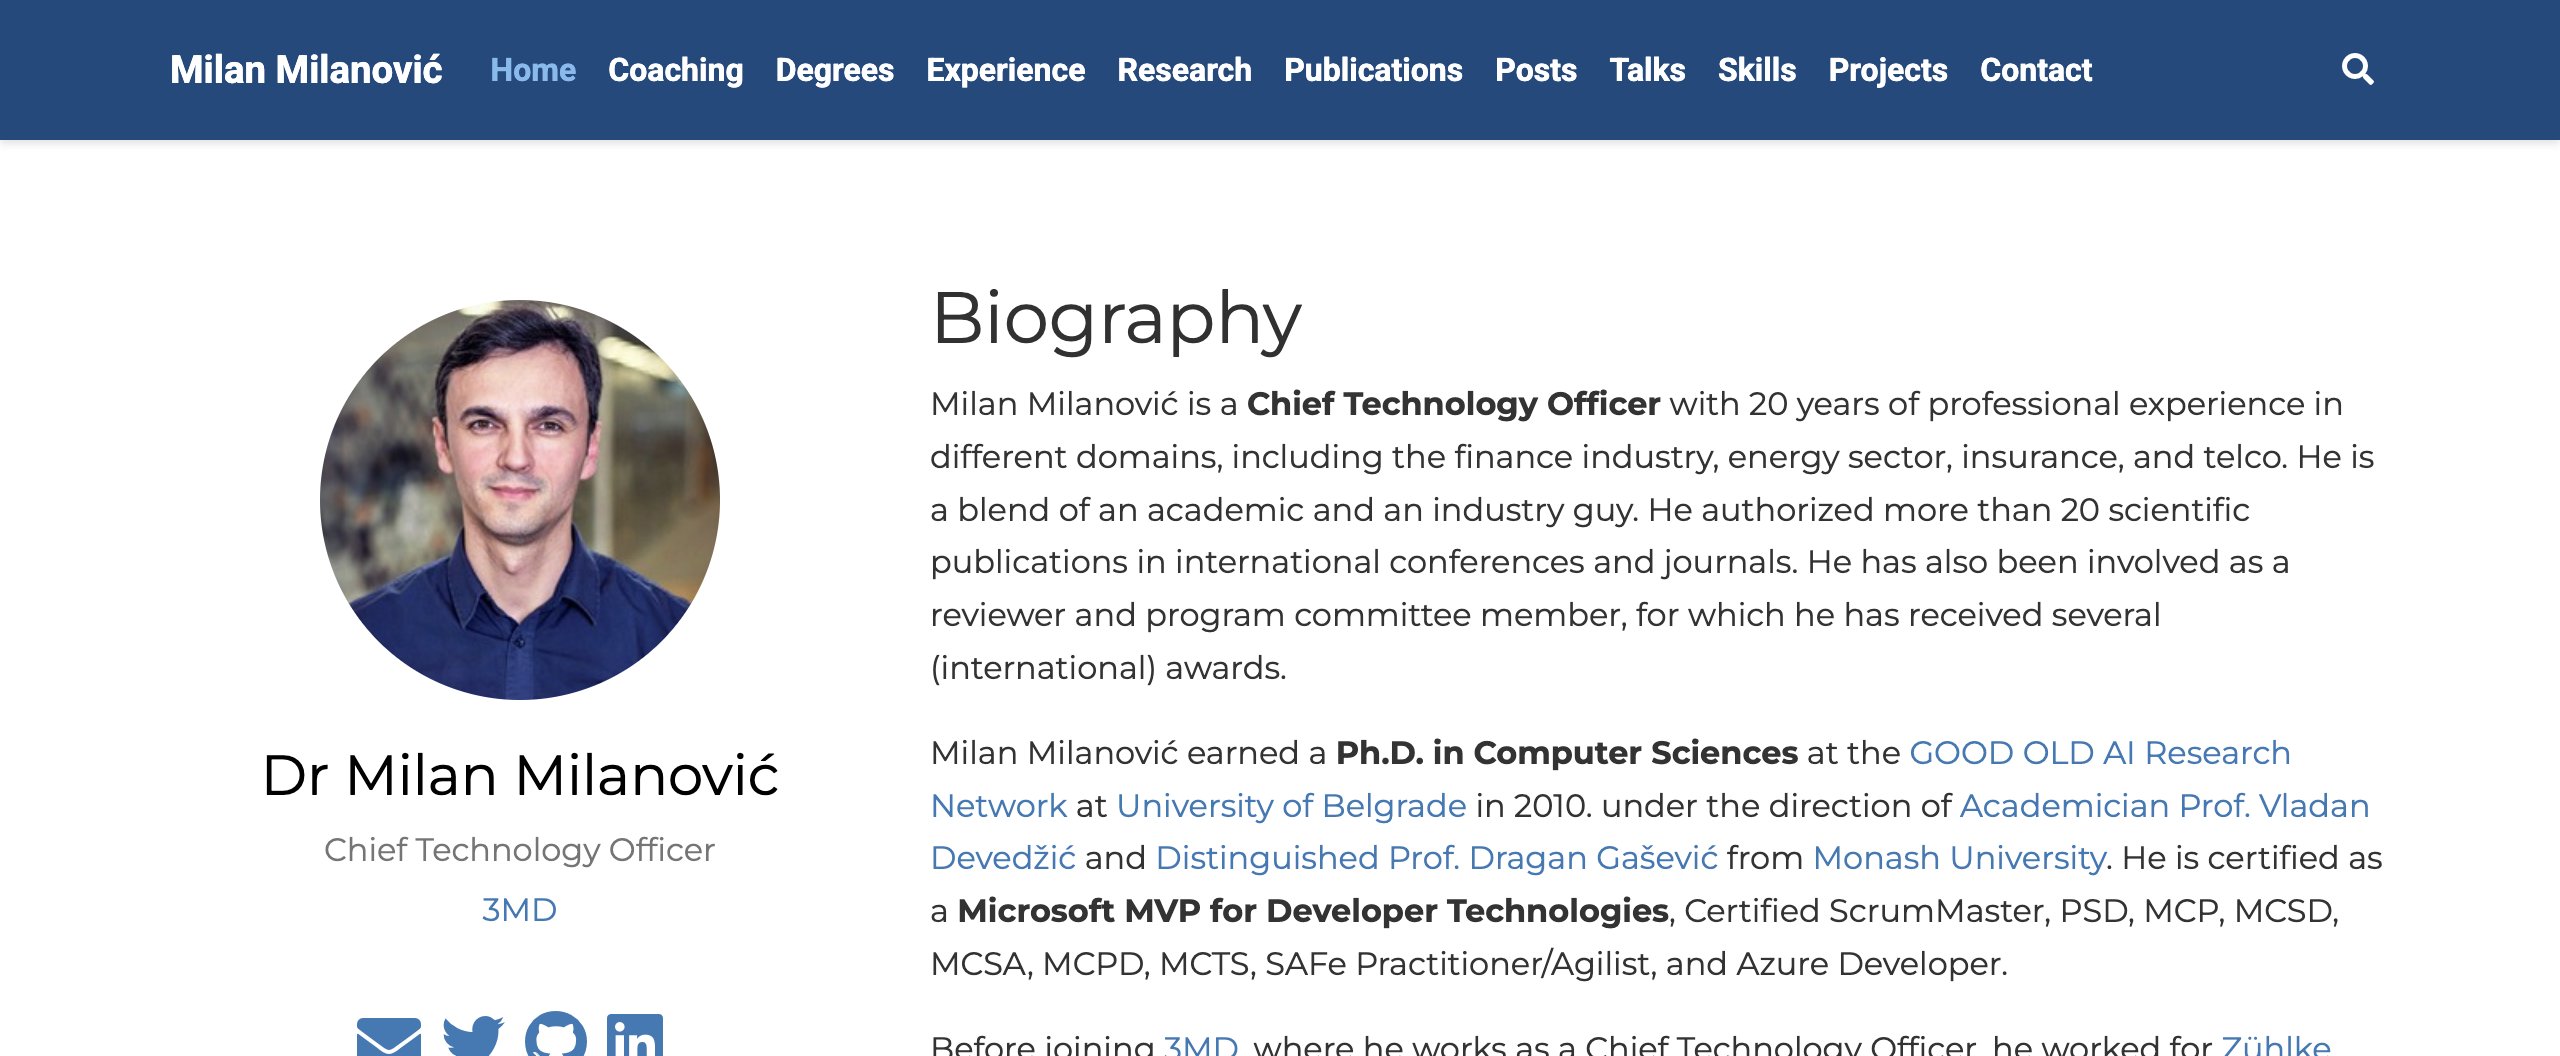 Milan Milanović Home Coaching Degrees Experience Research Publications Posts Talks Skills Projects Contact
Dr Milan Milanović
Chief Technology Officer
3MD
in
Biography
Milan Milanović is a Chief Technology Officer with 20 years of professional experience in
different domains, including the finance industry, energy sector, insurance, and telco. He is
a blend of an academic and an industry guy. He authorized more than 20 scientific
publications in international conferences and journals. He has also been involved as a
reviewer and program committee member, for which he has received several
(international) awards.
Milan Milanović earned a Ph.D. in Computer Sciences at the GOOD OLD AI Research
Network at University of Belgrade in 2010. under the direction of Academician Prof. Vladan
Devedžić and Distinguished Prof. Dragan Gašević from Monash University. He is certified as
a Microsoft MVP for Developer Technologies, Certified ScrumMaster, PSD, MCP, MCSD,
MCSA, MCPD, MCTS, SAFe Practitioner/Agilist, and Azure Developer.
Before joining 3MD, where he works as a Chief Technology Officer, he worked for Zühlke